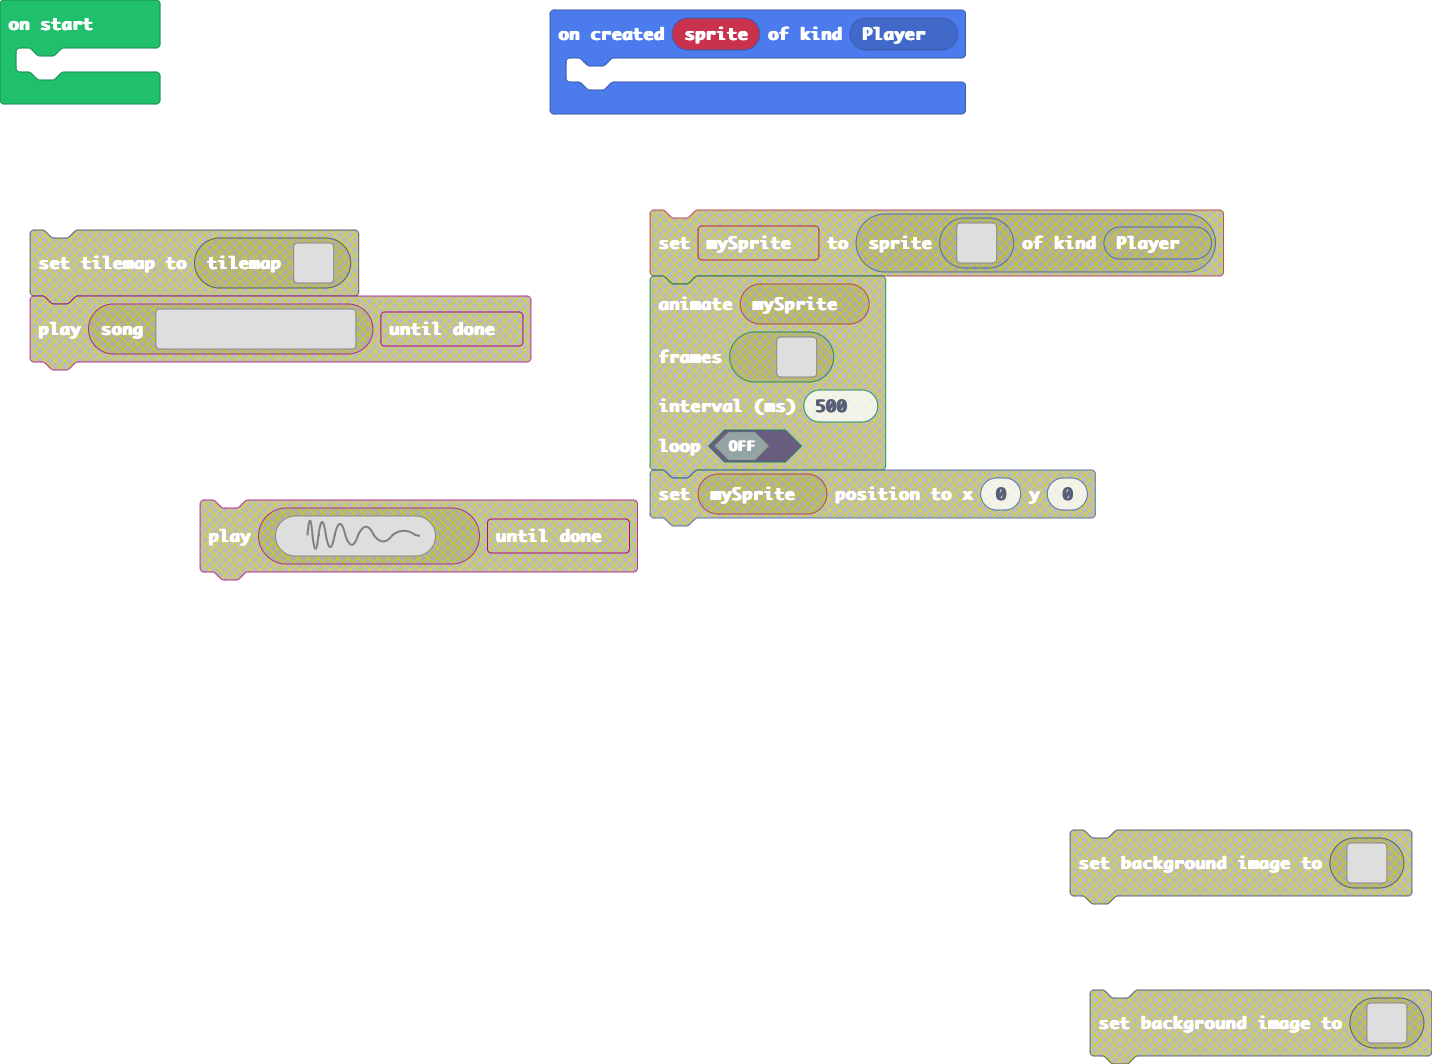 on start
on created sprite of kind Player
set tilemap to tilemap
play song until done
set mySprite to sprite of kind Player
animate mySprite
frames
interval (ms) 500
loop OFF
set mySprite position to x 0 y 0
play until done
set background image to
set background image to